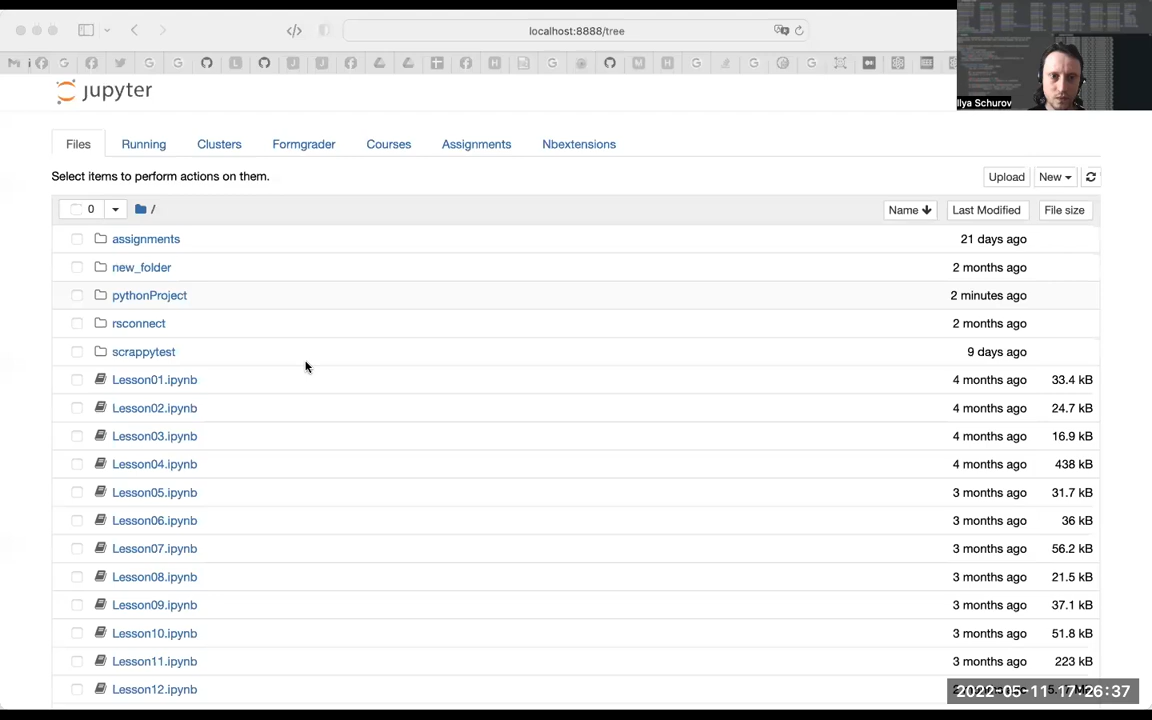 localhost:8888/tree
Ilya Schurov
jupyter
Files Running Clusters Formgrader Courses Assignments Nbextensions
Select items to perform actions on them.
Upload New
0 / Name Last Modified File size
assignments 21 days ago
new_folder 2 months ago
pythonProject 2 minutes ago
rsconnect 2 months ago
scrappytest 9 days ago
Lesson01.ipynb 4 months ago 33.4 kB
Lesson02.ipynb 4 months ago 24.7 kB
Lesson03.ipynb 4 months ago 16.9 kB
Lesson04.ipynb 4 months ago 438 kB
Lesson05.ipynb 3 months ago 31.7 kB
Lesson06.ipynb 3 months ago 36 kB
Lesson07.ipynb 3 months ago 56.2 kB
Lesson08.ipynb 3 months ago 21.5 kB
Lesson09.ipynb 3 months ago 37.1 kB
Lesson10.ipynb 3 months ago 51.8 kB
Lesson11.ipynb 3 months ago 223 kB
Lesson12.ipynb
2022-05-11 17:26:37